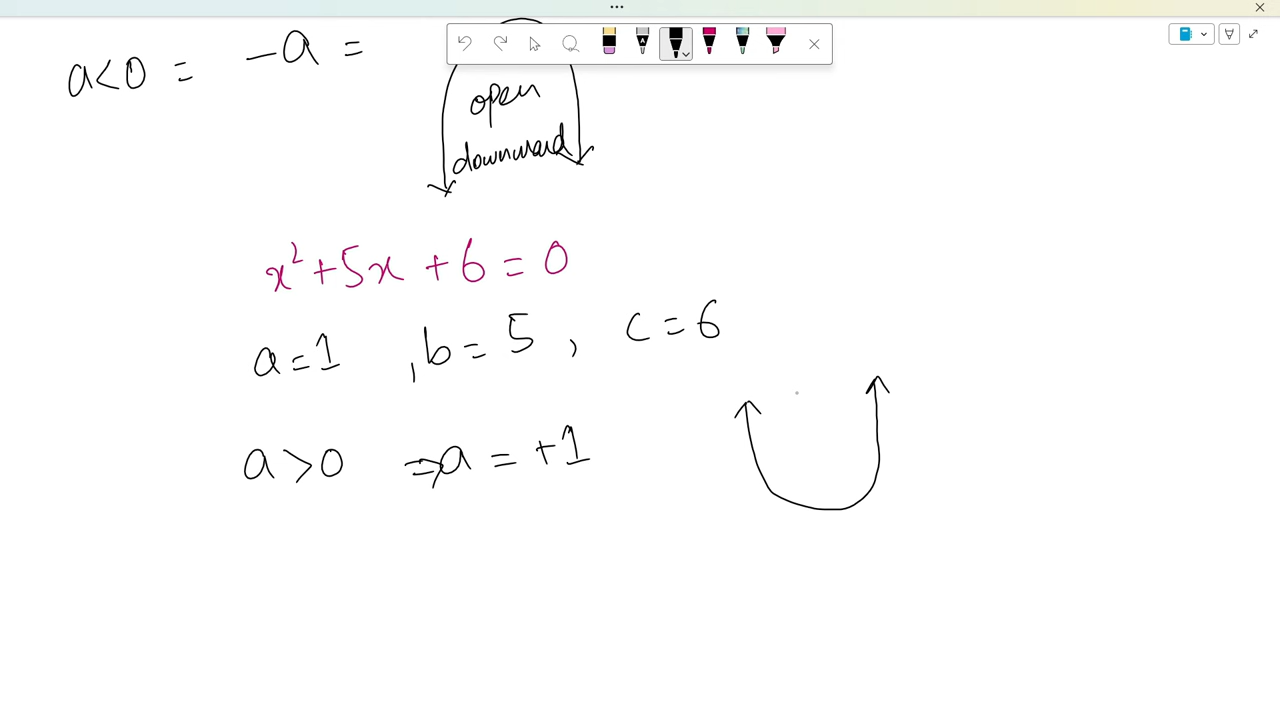 a<0 = -a =
open
downward
x²+5x+6=0
a=1 , b=5 , c=6
a>0 ⇒a=+1